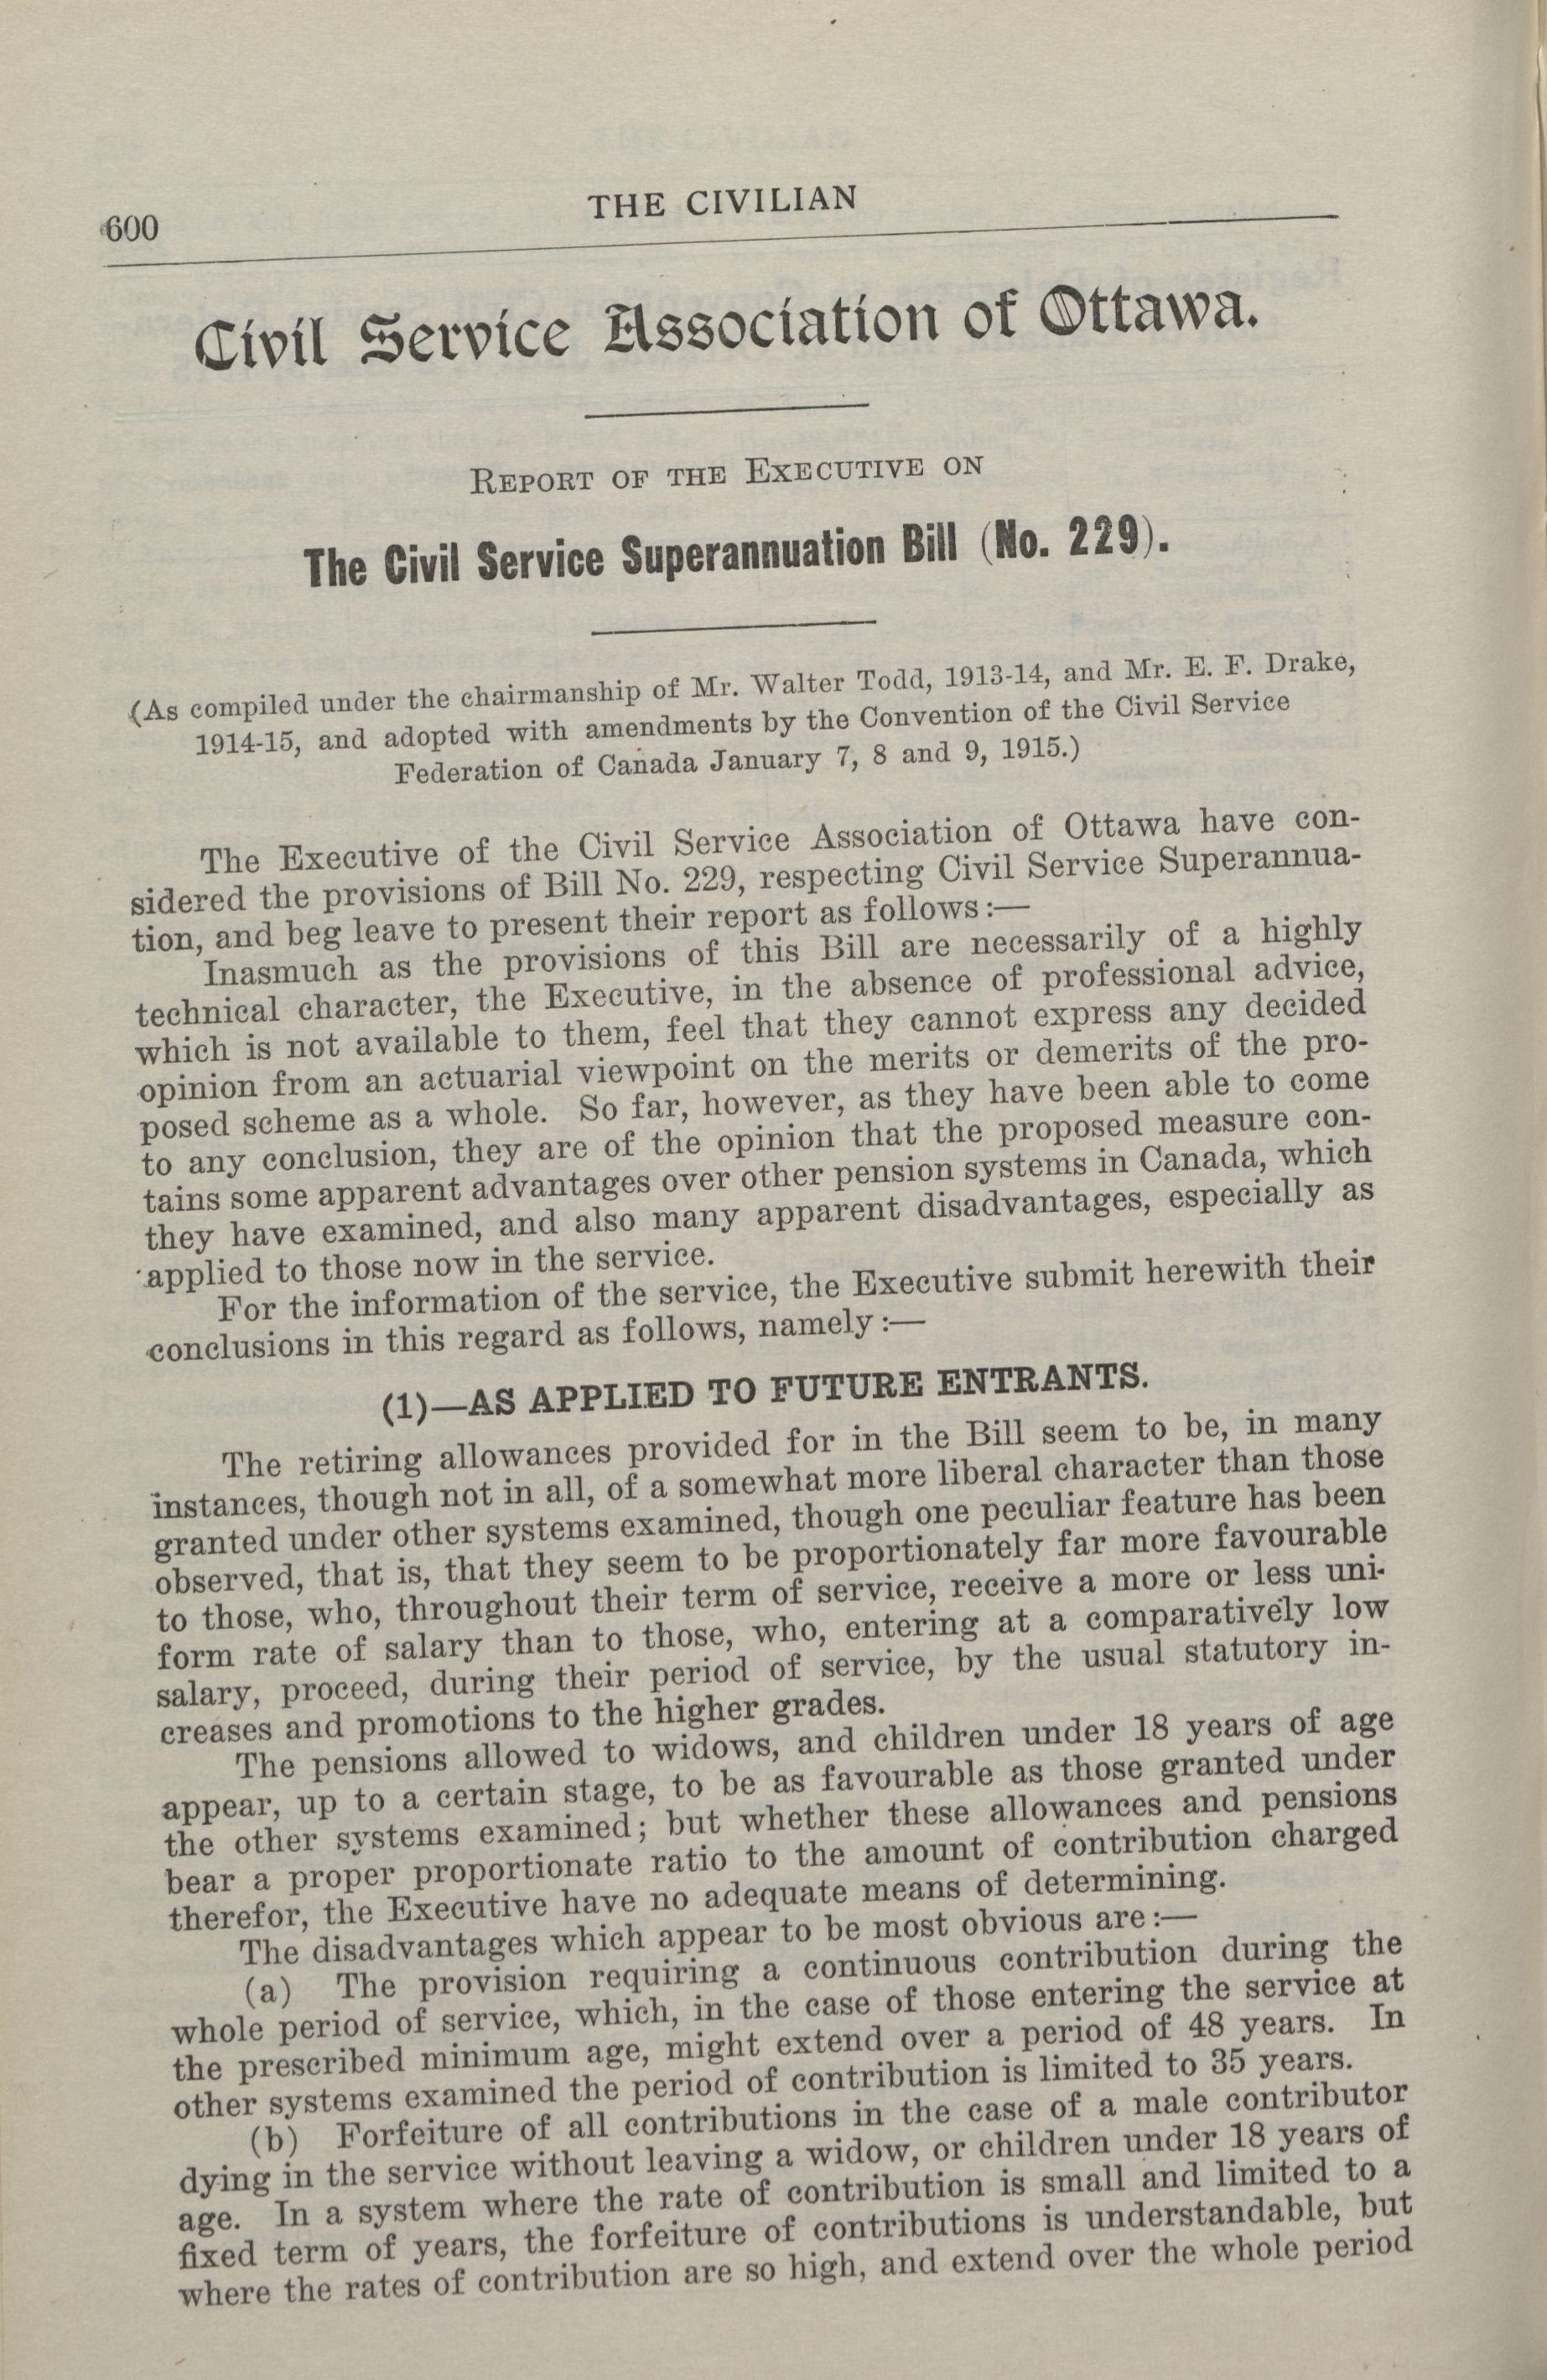 THE CIVILIAN
600
Civil Service Association of Ottawa.
REPORT OF THE EXECUTIVE ON
The Civil Service Superannuation Bill (No. 229).
(As compiled under the chairmanship of Mr. Walter Todd, 1913-14, and Mr. E. F. Drake,
1914-15, and adopted with amendments by the Convention of the Civil Service
Federation of Canada January 7, 8 and 9, 1915.)
The Executive of the Civil Service Association of Ottawa have con-
sidered the provisions of Bill No. 229, respecting Civil Service Superannua-
tion, and beg leave to present their report as follows:—
Inasmuch as the provisions of this Bill are necessarily of a highly
technical character, the Executive, in the absence of professional advice,
which is not available to them, feel that they cannot express any decided
opinion from an actuarial viewpoint on the merits or demerits of the pro-
posed scheme as a whole. So far, however, as they have been able to come
to any conclusion, they are of the opinion that the proposed measure con-
tains some apparent advantages over other pension systems in Canada, which
they have examined, and also many apparent disadvantages, especially as
applied to those now in the service.
For the information of the service, the Executive submit herewith their
conclusions in this regard as follows, namely:—
(1)—AS APPLIED TO FUTURE ENTRANTS.
The retiring allowances provided for in the Bill seem to be, in many
instances, though not in all, of a somewhat more liberal character than those
granted under other systems examined, though one peculiar feature has been
observed, that is, that they seem to be proportionately far more favourable
to those, who, throughout their term of service, receive a more or less uni-
form rate of salary than to those, who, entering at a comparatively low
salary, proceed, during their period of service, by the usual statutory in-
creases and promotions to the higher grades.
The pensions allowed to widows, and children under 18 years of age
appear, up to a certain stage, to be as favourable as those granted under
the other systems examined; but whether these allowances and pensions
bear a proper proportionate ratio to the amount of contribution charged
therefor, the Executive have no adequate means of determining.
The disadvantages which appear to be most obvious are:—
(a) The provision requiring a continuous contribution during the
whole period of service, which, in the case of those entering the service at
the prescribed minimum age, might extend over a period of 48 years. In
other systems examined the period of contribution is limited to 35 years.
(b) Forfeiture of all contributions in the case of a male contributor
dying in the service without leaving a widow, or children under 18 years of
age. In a system where the rate of contribution is small and limited to a
fixed term of years, the forfeiture of contributions is understandable, but
where the rates of contribution are so high, and extend over the whole period